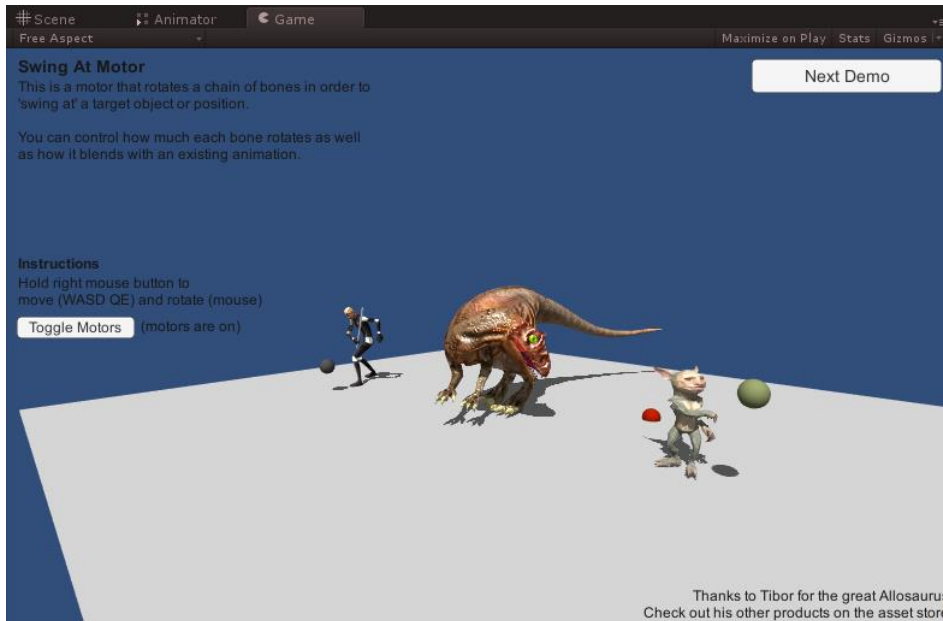 Scene
Animator
Game
Free Aspect
Maximize on Play
Stats
Gizmos
Swing At Motor
This is a motor that rotates a chain of bones in order to
'swing at' a target object or position.
You can control how much each bone rotates as well
as how it blends with an existing animation.
Next Demo
Instructions
Hold right mouse button to
move (WASD QE) and rotate (mouse)
Toggle Motors
(motors are on)
Thanks to Tibor for the great Allosaurus
Check out his other products on the asset store